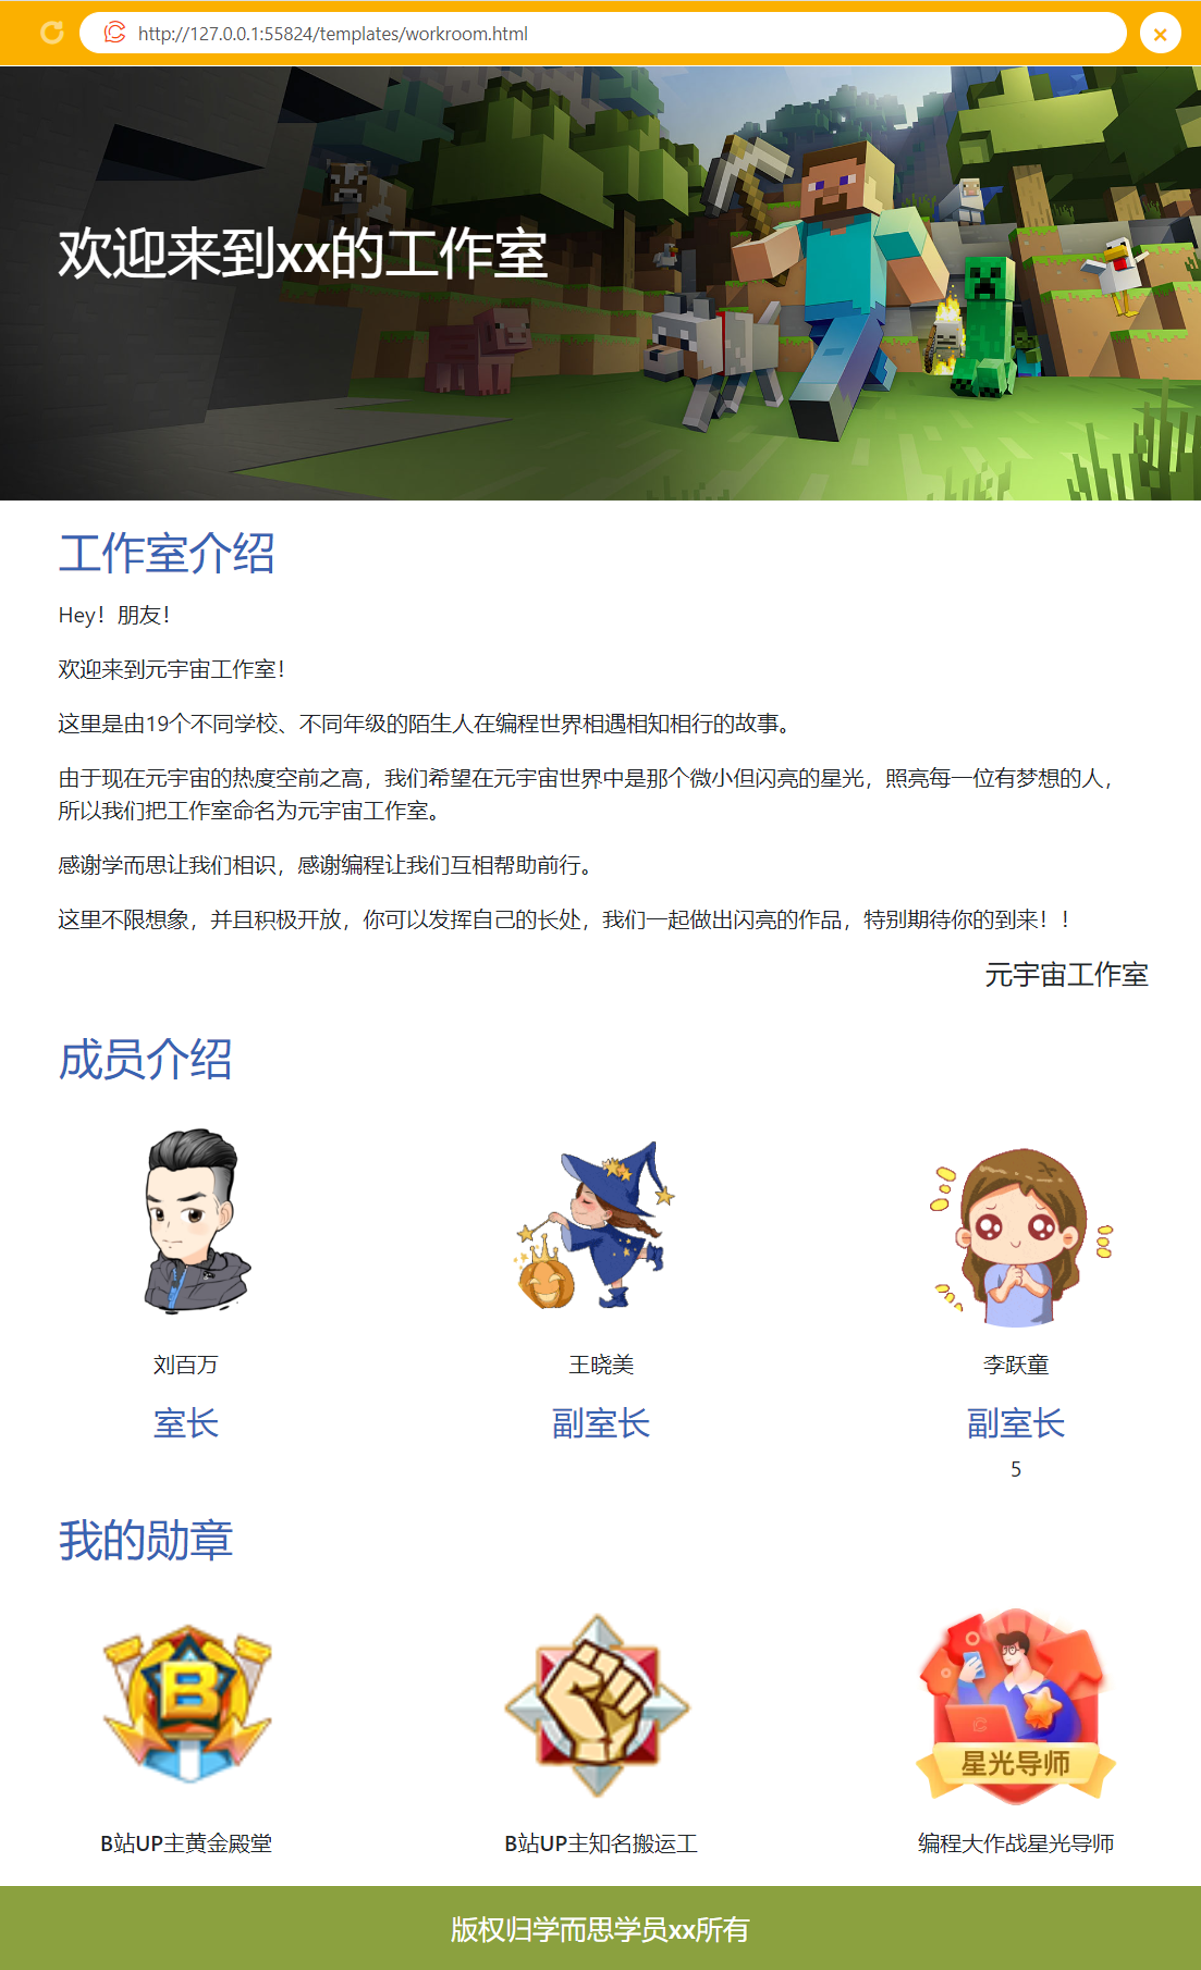 http://127.0.0.1:55824/templates/workroom.html
欢迎来到xx的工作室
工作室介绍
Hey！朋友！
欢迎来到元宇宙工作室！
这里是由19个不同学校、不同年级的陌生人在编程世界相遇相知相行的故事。
由于现在元宇宙的热度空前之高，我们希望在元宇宙世界中是那个微小但闪亮的星光，照亮每一位有梦想的人，
所以我们把工作室命名为元宇宙工作室。
感谢学而思让我们相识，感谢编程让我们互相帮助前行。
这里不限想象，并且积极开放，你可以发挥自己的长处，我们一起做出闪亮的作品，特别期待你的到来！！
元宇宙工作室
成员介绍
刘百万
王晓美
李跃童
室长
副室长
副室长
5
我的勋章
B
星光导师
B站UP主黄金殿堂
B站UP主知名搬运工
编程大作战星光导师
版权归学而思学员xx所有